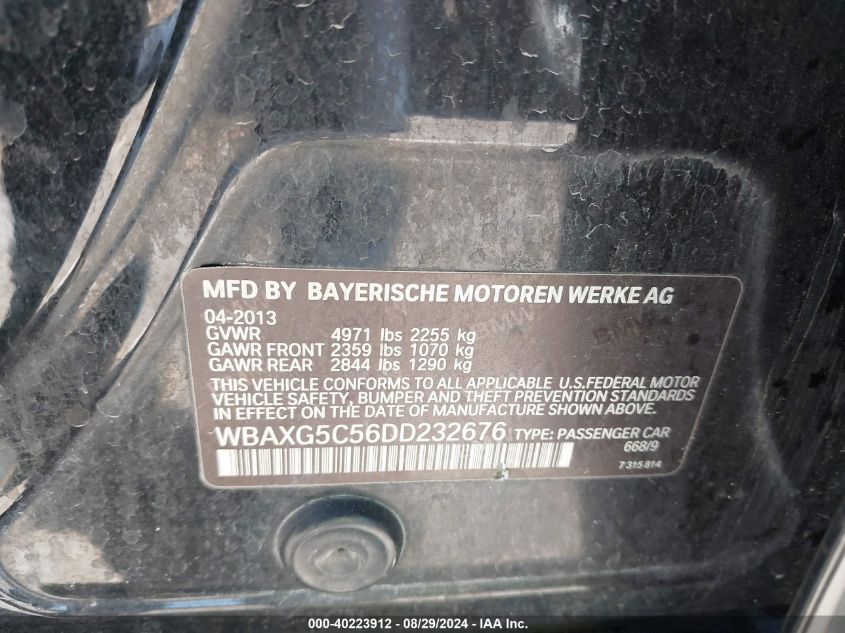 MFD BY BAYERISCHE MOTOREN WERKE AG
04-2013
GVWR 4971 lbs 2255 kg
GAWR FRONT 2359 lbs 1070 kg
GAWR REAR 2844 lbs 1290 kg
THIS VEHICLE CONFORMS TO ALL APPLICABLE U.S.FEDERAL MOTOR
VEHICLE SAFETY, BUMPER AND THEFT PREVENTION STANDARDS
IN EFFECT ON THE DATE OF MANUFACTURE SHOWN ABOVE.
WBAXG5C56DD232676 TYPE: PASSENGER CAR
668/9
7 315 814
000-40223912 - 08/29/2024 - IAA Inc.